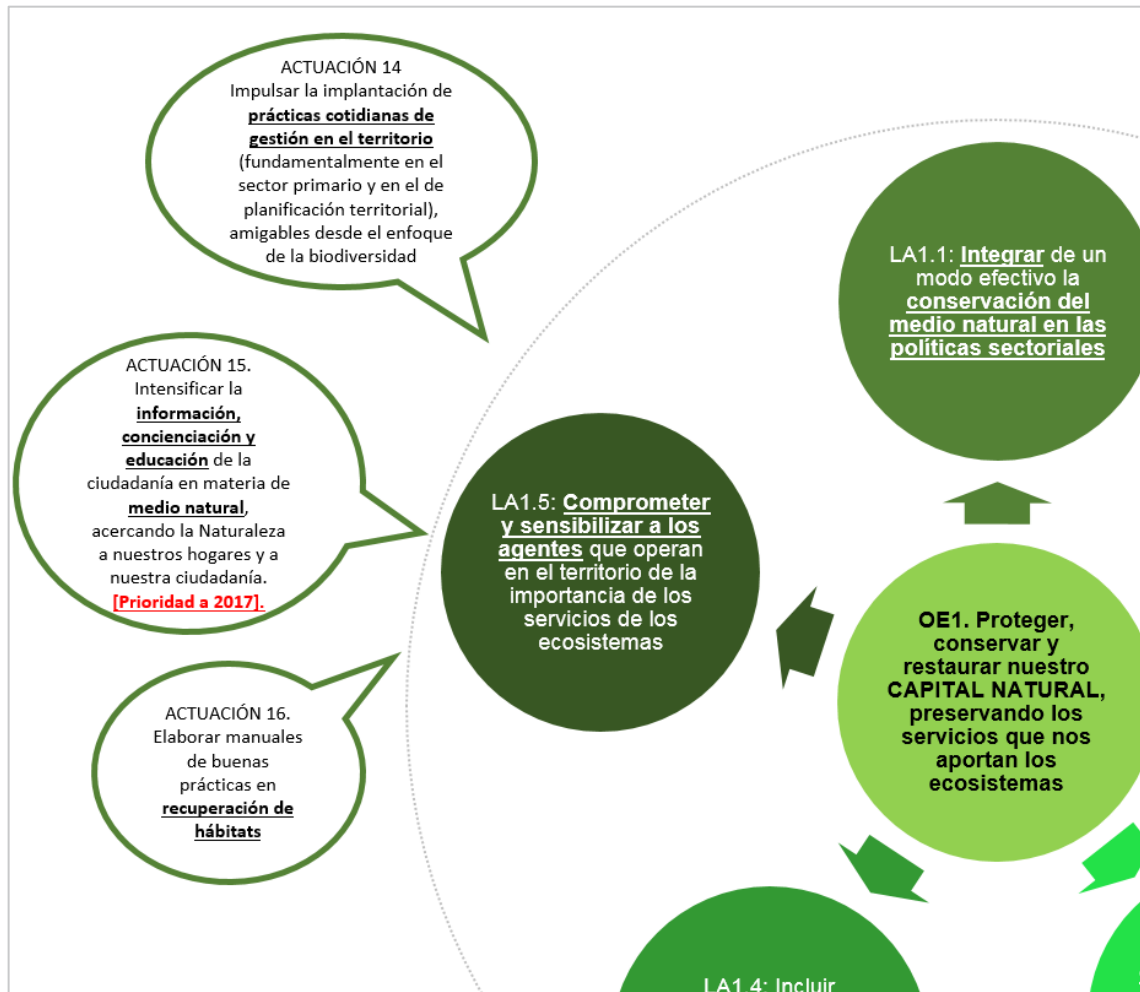 ACTUACIÓN 14
Impulsar la implantación de
prácticas cotidianas de
gestión en el territorio
(fundamentalmente en el
sector primario y en el de
planificación territorial),
amigables desde el enfoque
de la biodiversidad
LA1.1: Integrar de un
modo efectivo la
conservación del
medio natural en las
políticas sectoriales
ACTUACIÓN 15.
Intensificar la
información,
concienciación y
educación de la
ciudadanía en materia de
medio natural,
acercando la Naturaleza
a nuestros hogares y a
nuestra ciudadanía.
[Prioridad a 2017].
LA1.5: Comprometer
y sensibilizar a los
agentes que operan
en el territorio de la
importancia de los
servicios de los
ecosistemas
OE1. Proteger,
conservar y
restaurar nuestro
CAPITAL NATURAL,
preservando los
servicios que nos
aportan los
ecosistemas
ACTUACIÓN 16.
Elaborar manuales
de buenas
prácticas en
recuperación de
hábitats
LA1.4: Incluir